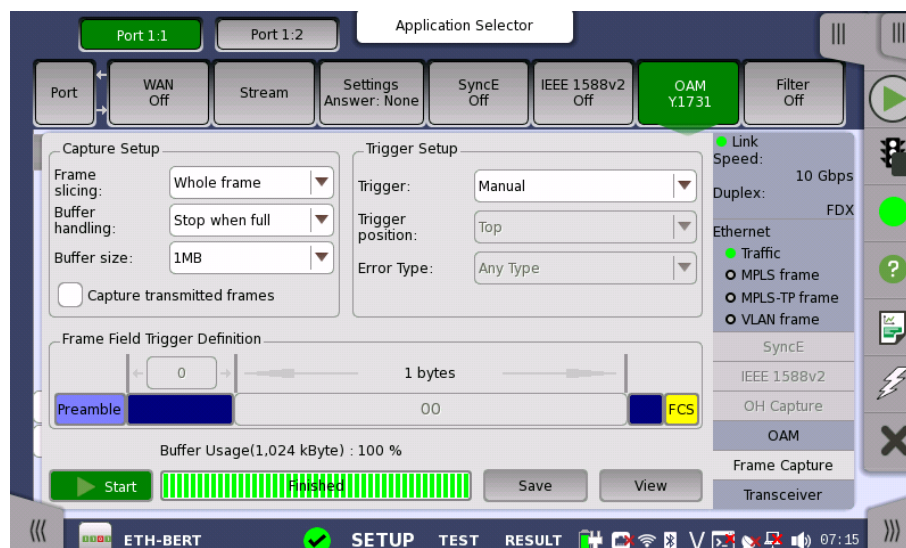 Port 1:1
Port 1:2
Application Selector
Port
WAN
Off
Stream
Settings
Answer: None
SyncE
Off
IEEE 1588v2
Off
OAM
Y.1731
Filter
Off
Capture Setup
Frame
slicing:
Whole frame
Buffer
handling:
Stop when full
Buffer size:
1MB
Capture transmitted frames
Trigger Setup
Trigger:
Manual
Trigger
position:
Top
Error Type:
Any Type
Frame Field Trigger Definition
0
1 bytes
Preamble
00
FCS
Buffer Usage(1,024 kByte) : 100 %
Start
Finished
Save
View
Link
Speed:
10 Gbps
Duplex:
FDX
Ethernet
Traffic
MPLS frame
MPLS-TP frame
VLAN frame
SyncE
IEEE 1588v2
OH Capture
OAM
Frame Capture
Transceiver
ETH-BERT
SETUP
TEST
RESULT
07:15